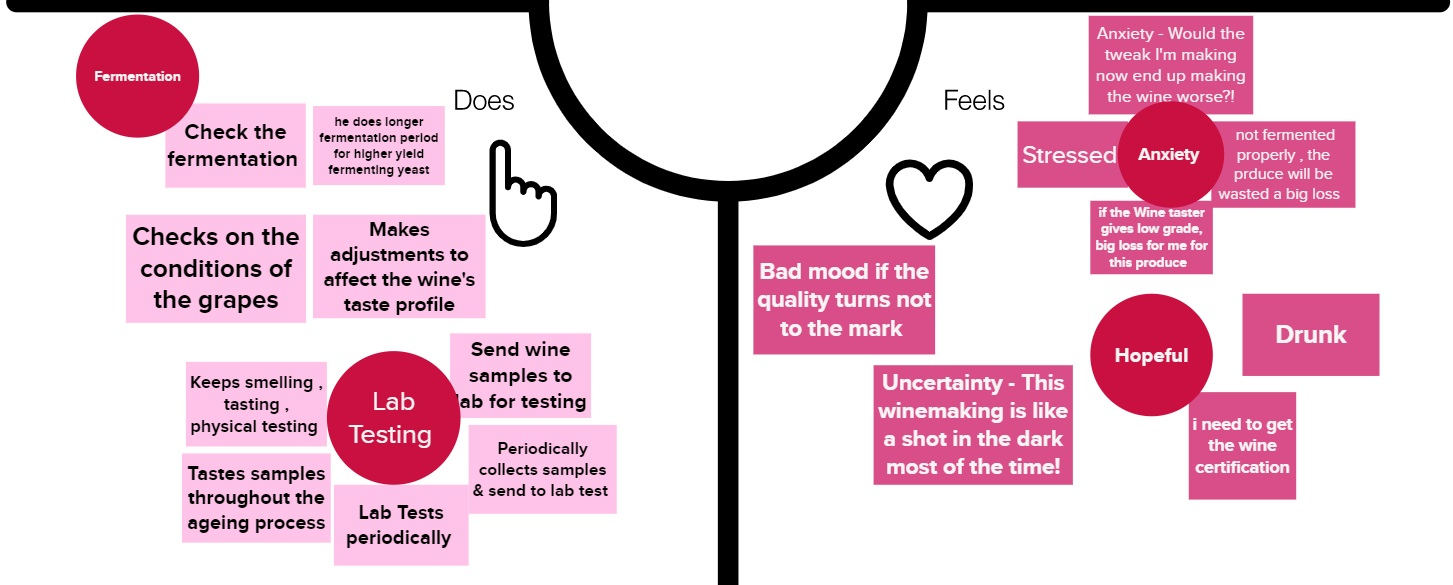 Fermentation
Check the
fermentation
he does longer
fermentation period
for higher yield
fermenting yeast
Does
Checks on the
conditions of
the grapes
Makes
adjustments to
affect the wine's
taste profile
Keeps smelling ,
tasting ,
physical testing
Lab
Testing
Send wine
samples to
lab for testing
Periodically
collects samples
& send to lab test
Tastes samples
throughout the
ageing process
Lab Tests
periodically
Feels
Anxiety - Would the
tweak I'm making
now end up making
the wine worse?!
Stressed
Anxiety
not fermented
properly , the
prduce will be
wasted a big loss
if the Wine taster
gives low grade,
big loss for me for
this produce
Bad mood if the
quality turns not
to the mark
Uncertainty - This
winemaking is like
a shot in the dark
most of the time!
Hopeful
Drunk
i need to get
the wine
certification